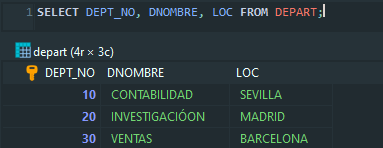 1 SELECT DEPT_NO, DNOMBRE, LOC FROM DEPART;
depart (4r × 3c)
DEPT_NO DNOMBRE LOC
10 CONTABILIDAD SEVILLA
20 INVESTIGACIÓON MADRID
30 VENTAS BARCELONA